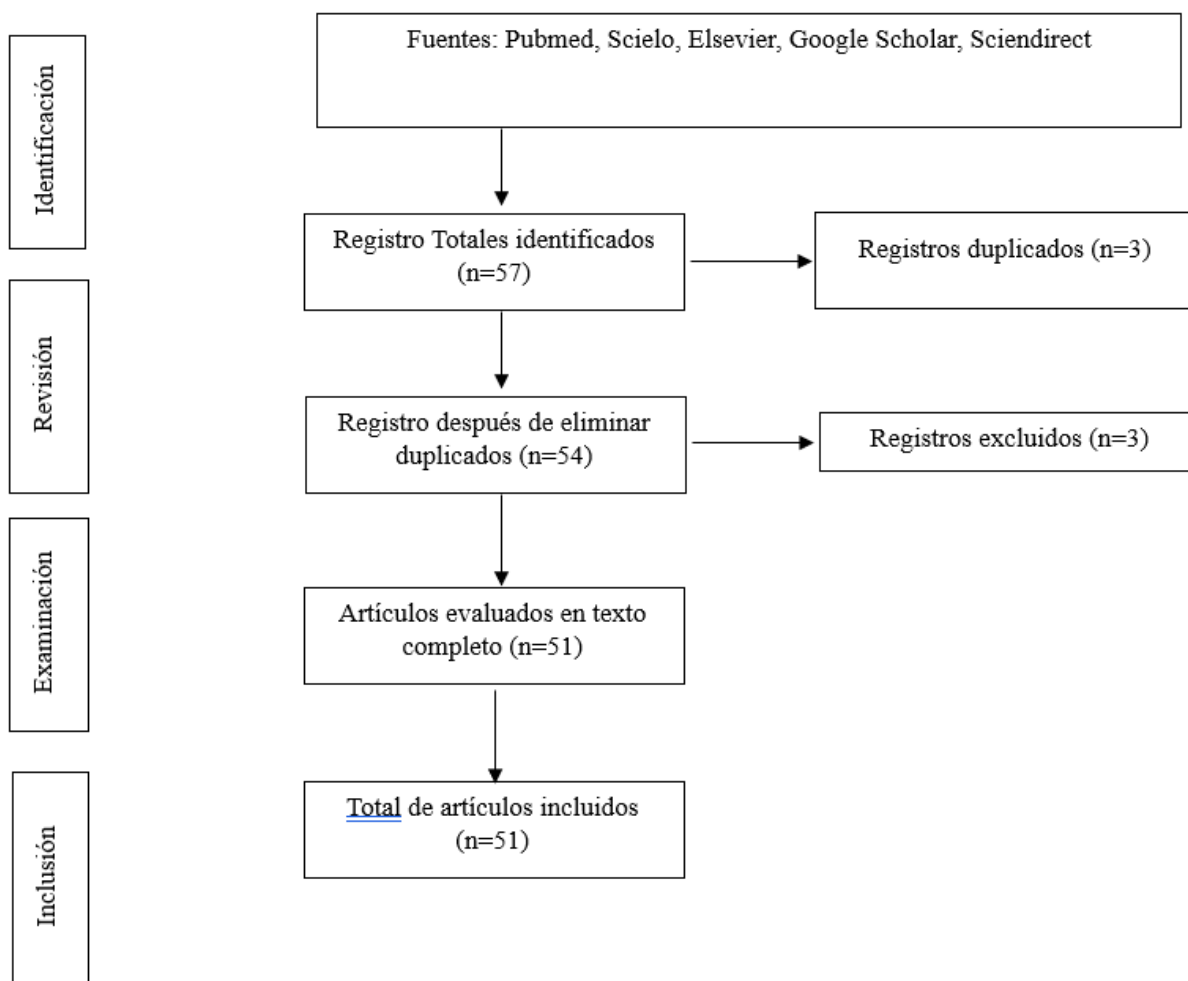 Fuentes: Pubmed, Scielo, Elsevier, Google Scholar, Sciendirect
Identificación
Registro Totales identificados
(n=57)
Registros duplicados (n=3)
Revisión
Registro después de eliminar
duplicados (n=54)
Registros excluidos (n=3)
Examinación
Artículos evaluados en texto
completo (n=51)
Inclusión
Total de artículos incluidos
(n=51)